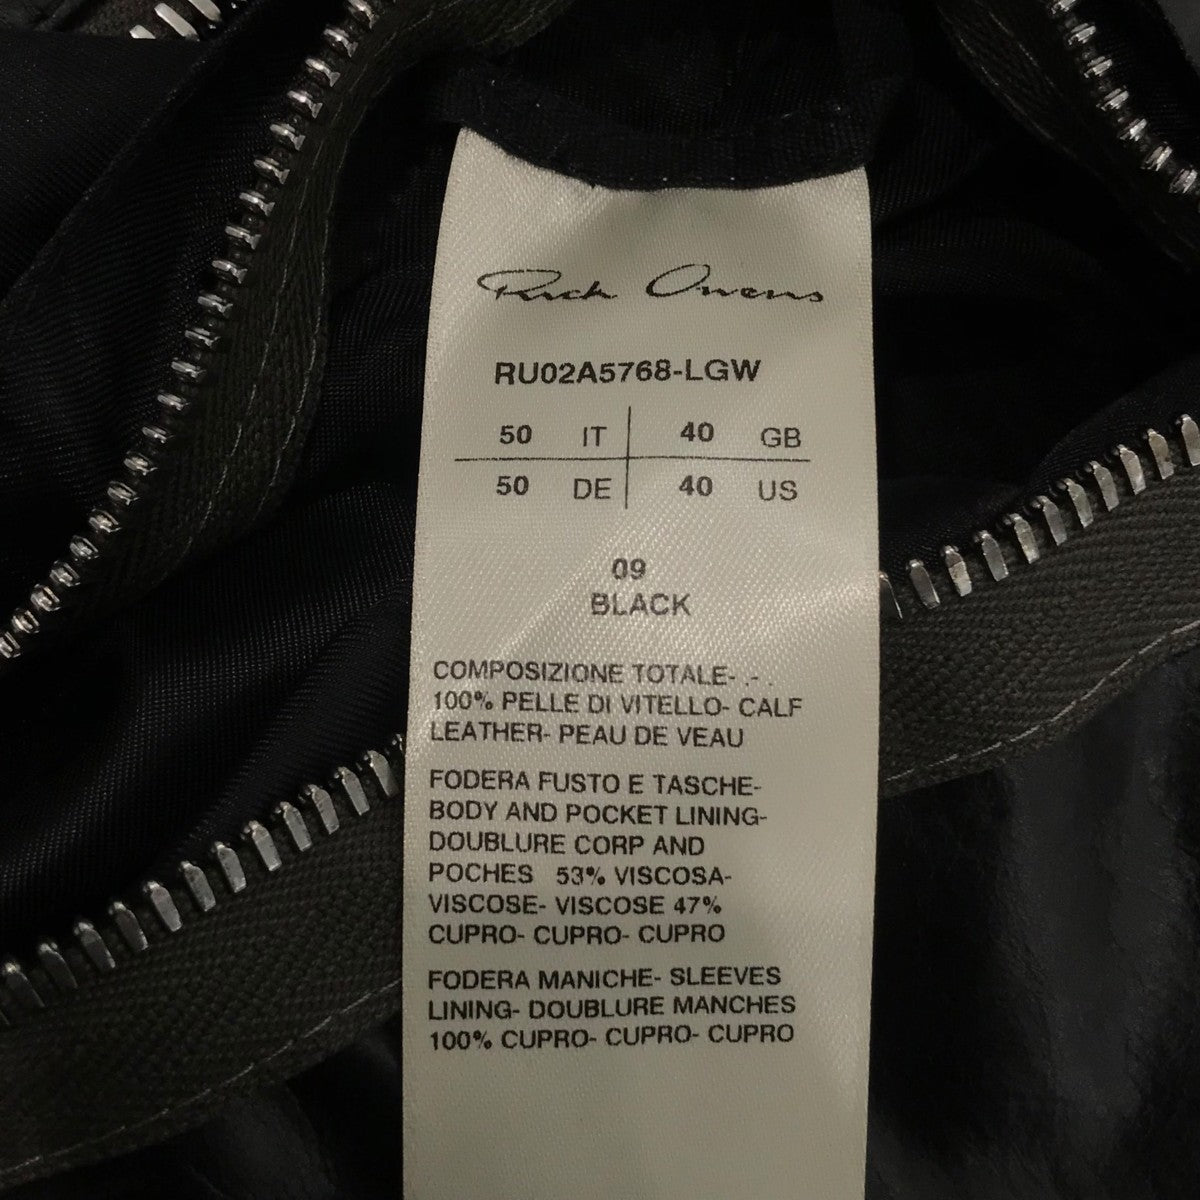 Rick Owens
RU02A5768-LGW
50 IT 40 GB
50 DE 40 US
09
BLACK
COMPOSIZIONE TOTALE- .- .
100% PELLE DI VITELLO- CALF
LEATHER- PEAU DE VEAU
FODERA FUSTO E TASCHE-
BODY AND POCKET LINING-
DOUBLURE CORP AND
POCHES 53% VISCOSA-
VISCOSE- VISCOSE 47%
CUPRO- CUPRO- CUPRO
FODERA MANICHE- SLEEVES
LINING- DOUBLURE MANCHES
100% CUPRO- CUPRO- CUPRO